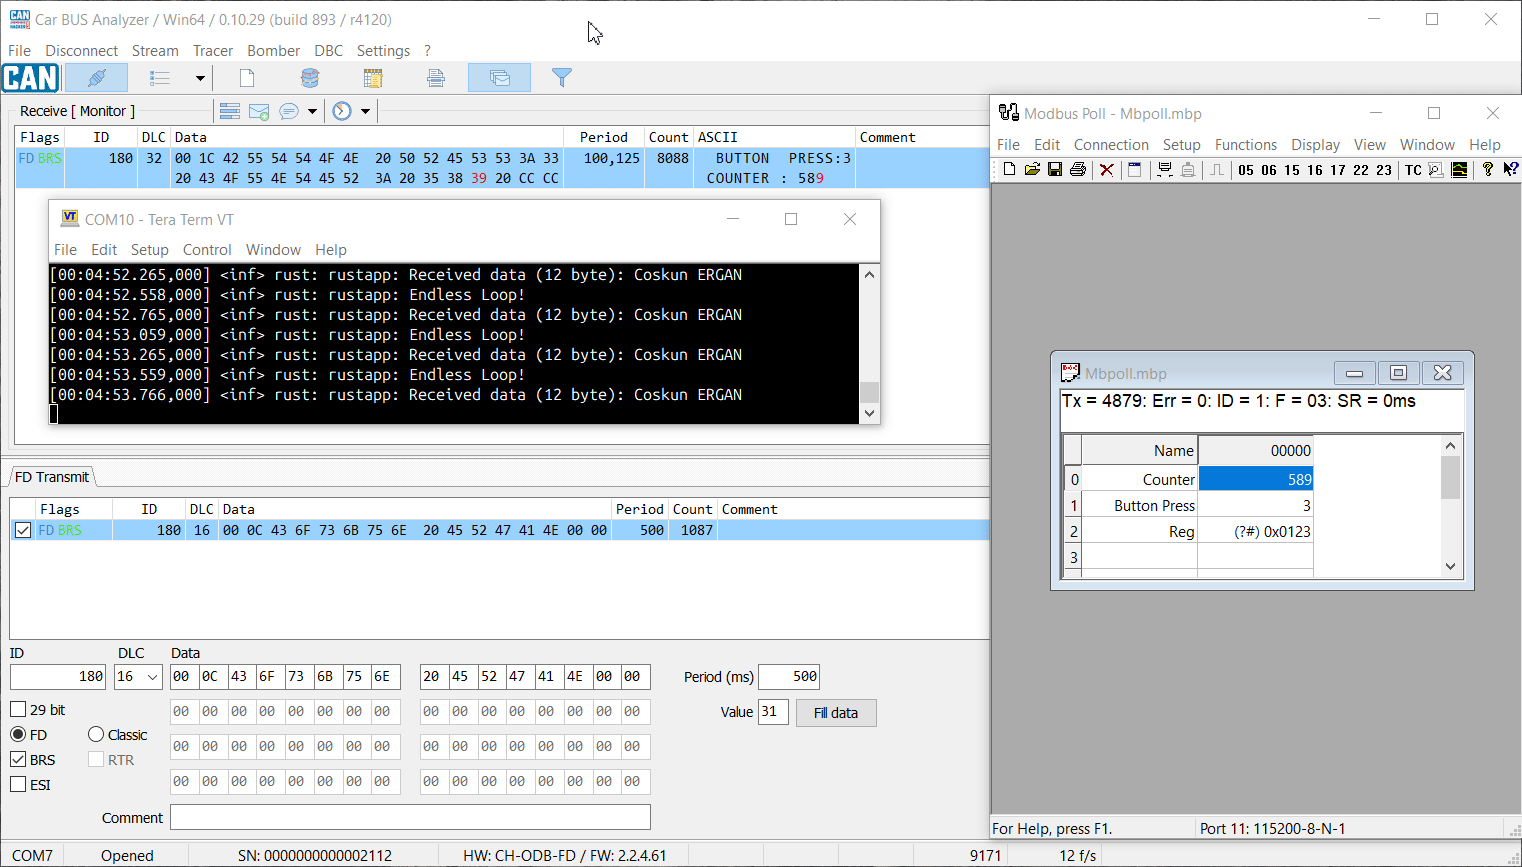 Car BUS Analyzer / Win64 / 0.10.29 (build 893 / r4120)
File Disconnect Stream Tracer Bomber DBC Settings ?
CAN
Receive [ Monitor ]
Flags ID DLC Data Period Count ASCII Comment
FD BRS 180 32 00 1C 42 55 54 54 4F 4E 20 50 52 45 53 53 3A 33 100,125 8088 BUTTON PRESS:3
20 43 4F 55 4E 54 45 52 3A 20 35 38 39 20 CC CC COUNTER : 589
COM10 - Tera Term VT
File Edit Setup Control Window Help
[00:04:52.265,000] <inf> rust: rustapp: Received data (12 byte): Coskun ERGAN
[00:04:52.558,000] <inf> rust: rustapp: Endless Loop!
[00:04:52.765,000] <inf> rust: rustapp: Received data (12 byte): Coskun ERGAN
[00:04:53.059,000] <inf> rust: rustapp: Endless Loop!
[00:04:53.265,000] <inf> rust: rustapp: Received data (12 byte): Coskun ERGAN
[00:04:53.559,000] <inf> rust: rustapp: Endless Loop!
[00:04:53.766,000] <inf> rust: rustapp: Received data (12 byte): Coskun ERGAN
FD Transmit
Flags ID DLC Data Period Count Comment
FD BRS 180 16 00 0C 43 6F 73 6B 75 6E 20 45 52 47 41 4E 00 00 500 1087
ID DLC Data
180 16 00 0C 43 6F 73 6B 75 6E 20 45 52 47 41 4E 00 00 Period (ms) 500
29 bit 00 00 00 00 00 00 00 00 00 00 00 00 00 00 00 00 Value 31 Fill data
FD Classic 00 00 00 00 00 00 00 00 00 00 00 00 00 00 00 00
BRS RTR
ESI 00 00 00 00 00 00 00 00 00 00 00 00 00 00 00 00
Comment
COM7 Opened SN: 0000000000002112 HW: CH-ODB-FD / FW: 2.2.4.61 9171 12 f/s
Modbus Poll - Mbpoll.mbp
File Edit Connection Setup Functions Display View Window Help
05 06 15 16 17 22 23 TC
Mbpoll.mbp
Tx = 4879: Err = 0: ID = 1: F = 03: SR = 0ms
Name 00000
0 Counter 589
1 Button Press 3
2 Reg (?#) 0x0123
3
For Help, press F1. Port 11: 115200-8-N-1